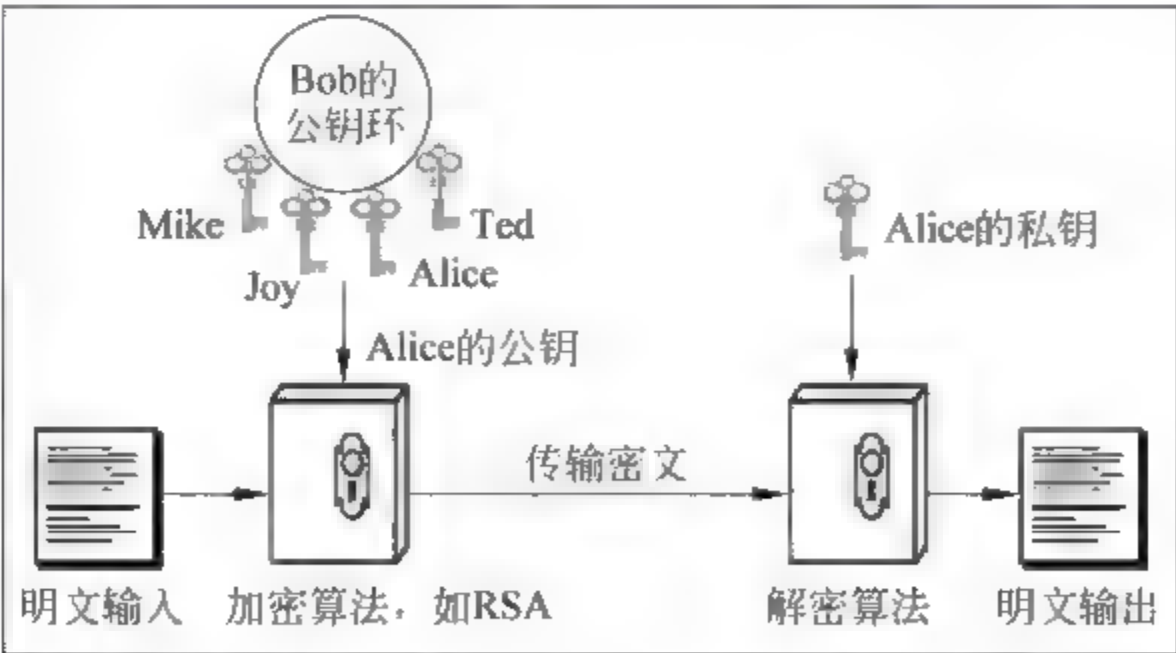 Bob的
公钥环
Mike
Ted
Joy
Alice
Alice的私钥
Alice的公钥
传输密文
明文输入
加密算法，如RSA
解密算法
明文输出